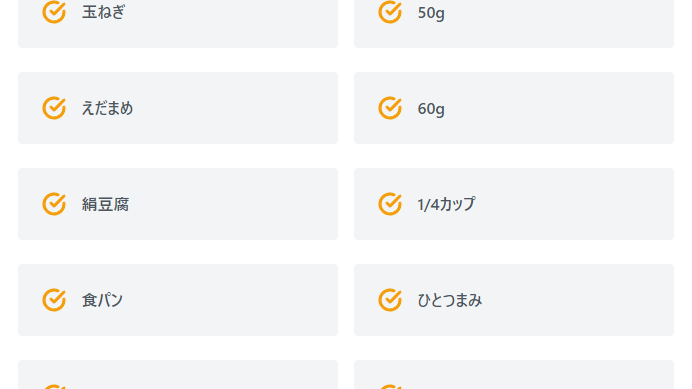 玉ねぎ
50g
えだまめ
60g
絹豆腐
1/4カップ
食パン
ひとつまみ